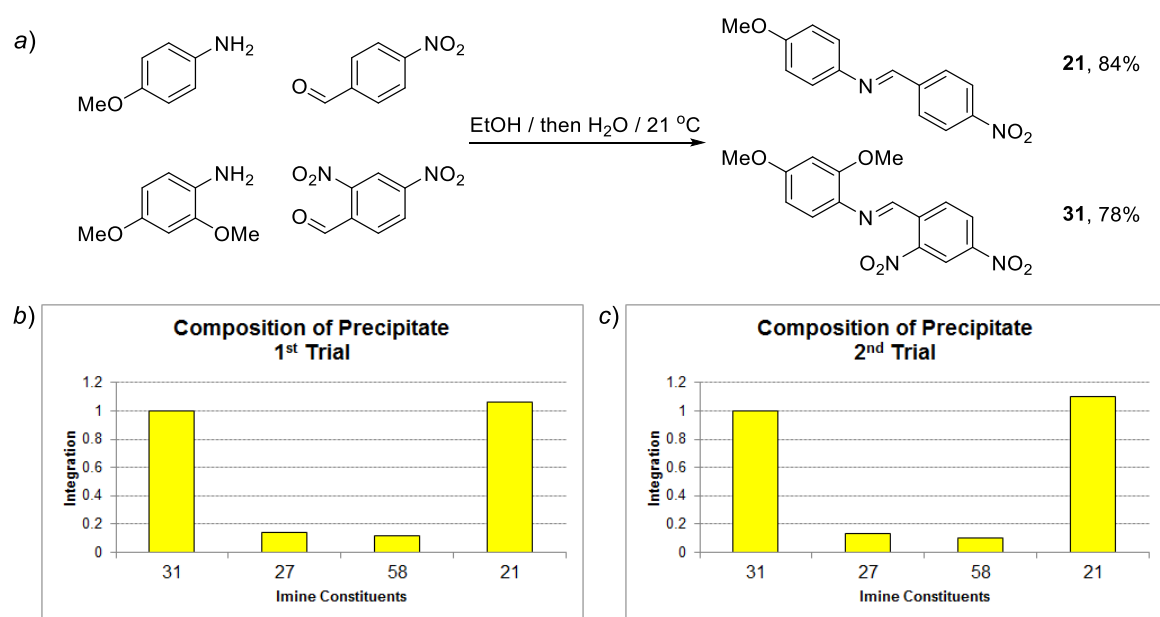 a)
NH2
MeO
O
NO2
EtOH / then H2O / 21 °C
MeO
N
NO2
21, 84%
NH2
MeO
OMe
O2N
NO2
O
MeO
OMe
N
O2N
NO2
31, 78%
b)
Composition of Precipitate
1st Trial
Integration
1.2
1
0.8
0.6
0.4
0.2
0
31 27 58 21
Imine Constituents
c)
Composition of Precipitate
2nd Trial
Integration
1.2
1
0.8
0.6
0.4
0.2
0
31 27 58 21
Imine Constituents